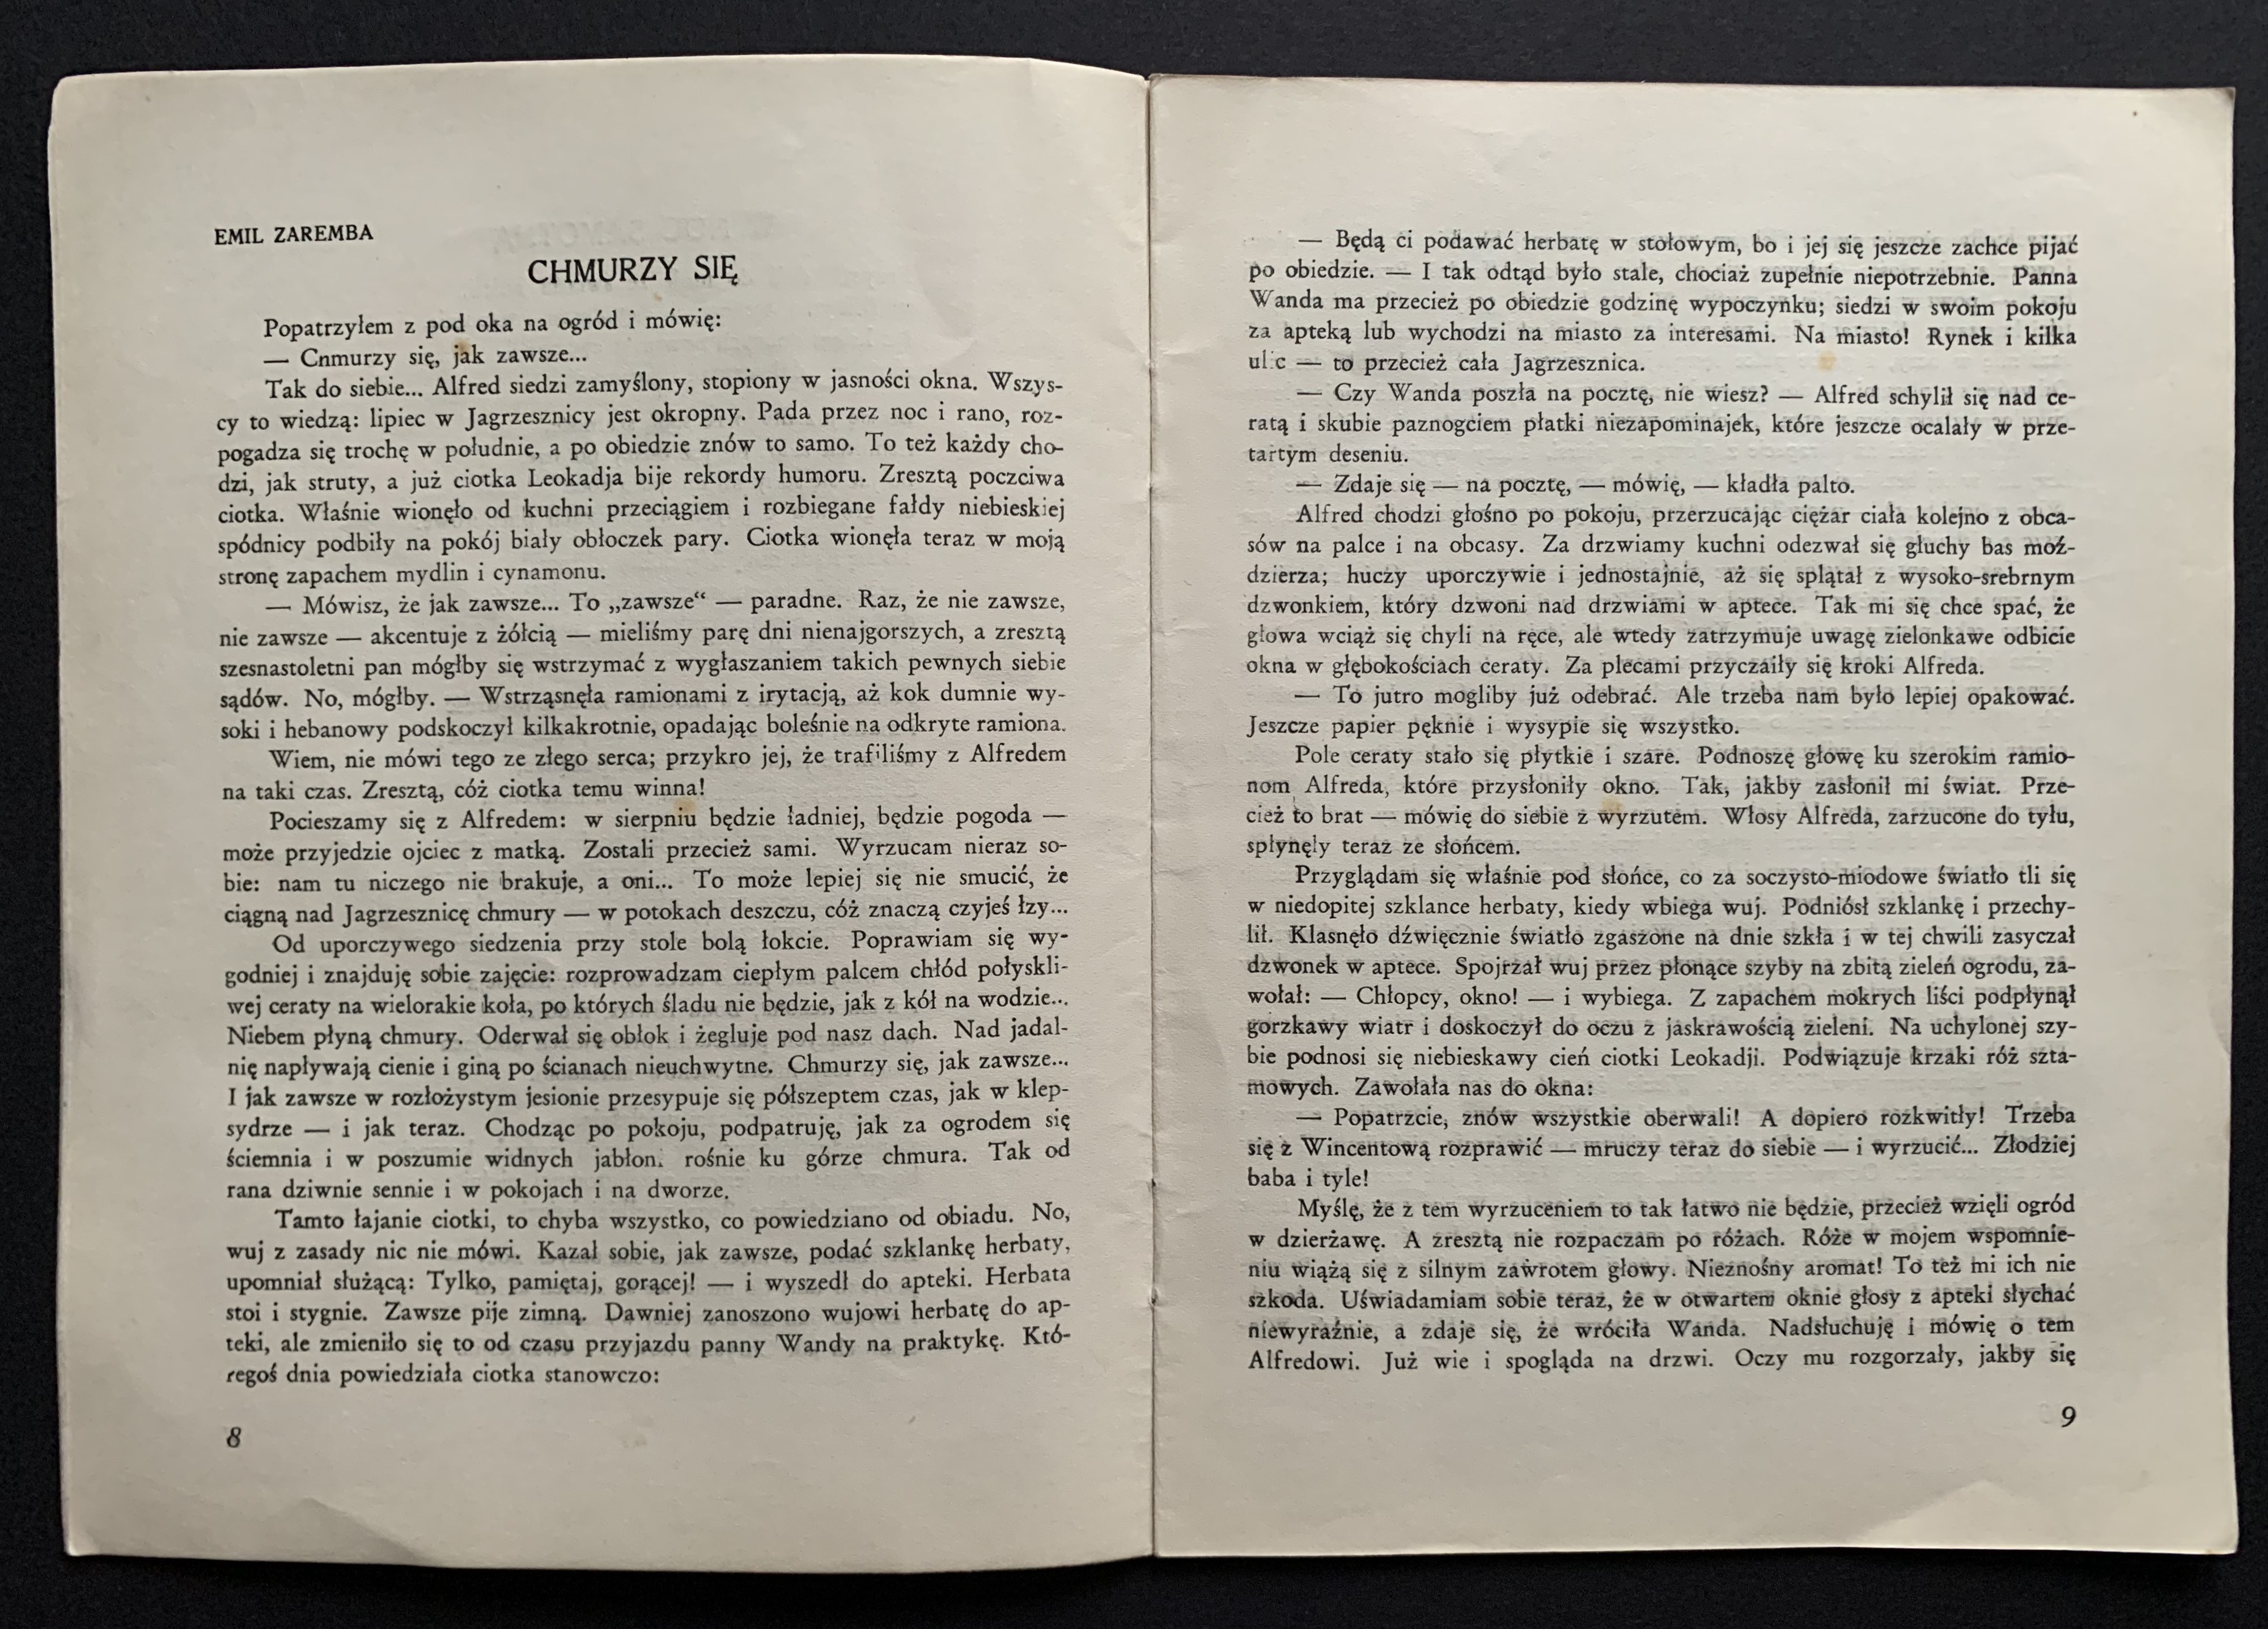 EMIL ZAREMBA
CHMURZY SIĘ
Popatrzyłem z pod oka na ogród i mówię:
— Cnmurzy się, jak zawsze...
Tak do siebie... Alfred siedzi zamyślony, stopiony w jasności okna. Wszys-
cy to wiedzą: lipiec w Jagrzesznicy jest okropny. Pada przez noc i rano, roz-
pogadza się trochę w południe, a po obiedzie znów to samo. To też każdy cho-
dzi, jak struty, a już ciotka Leokadja bije rekordy humoru. Zresztą poczciwa
ciotka. Właśnie wionęło od kuchni przeciągiem i rozbiegane fałdy niebieskiej
spódnicy podbiły na pokój biały obłoczek pary. Ciotka wionęła teraz w moją
stronę zapachem mydlin i cynamonu.
— Mówisz, że jak zawsze... To „zawsze“ — paradne. Raz, że nie zawsze,
nie zawsze — akcentuje z żółcią — mieliśmy parę dni nienajgorszych, a zresztą
szesnastoletni pan mógłby się wstrzymać z wygłaszaniem takich pewnych siebie
sądów. No, mógłby. — Wstrząsnęła ramionami z irytacją, aż kok dumnie wy-
soki i hebanowy podskoczył kilkakrotnie, opadając boleśnie na odkryte ramiona.
Wiem, nie mówi tego ze złego serca; przykro jej, że trafiliśmy z Alfredem
na taki czas. Zresztą, cóż ciotka temu winna!
Pocieszamy się z Alfredem: w sierpniu będzie ładniej, będzie pogoda —
może przyjedzie ojciec z matką. Zostali przecież sami. Wyrzucam nieraz so-
bie: nam tu niczego nie brakuje, a oni... To może lepiej się nie smucić, że
ciągną nad Jagrzesznicę chmury — w potokach deszczu, cóż znaczą czyjeś łzy...
Od uporczywego siedzenia przy stole bolą łokcie. Poprawiam się wy-
godniej i znajduję sobie zajęcie: rozprowadzam ciepłym palcem chłód połyskli-
wej ceraty na wielorakie koła, po których śladu nie będzie, jak z kół na wodzie...
Niebem płyną chmury. Oderwał się obłok i żegluje pod nasz dach. Nad jadal-
nię napływają cienie i giną po ścianach nieuchwytne. Chmurzy się, jak zawsze...
I jak zawsze w rozłożystym jesionie przesypuje się półszeptem czas, jak w klep-
sydrze — i jak teraz. Chodząc po pokoju, podpatruję, jak za ogrodem się
ściemnia i w poszumie widnych jabłon. rośnie ku górze chmura. Tak od
rana dziwnie sennie i w pokojach i na dworze.
Tamto łajanie ciotki, to chyba wszystko, co powiedziano od obiadu. No,
wuj z zasady nic nie mówi. Kazał sobie, jak zawsze, podać szklankę herbaty,
upomniał służącą: Tylko, pamiętaj, gorącej! — i wyszedł do apteki. Herbata
stoi i stygnie. Zawsze pije zimną. Dawniej zanoszono wujowi herbatę do ap-
teki, ale zmieniło się to od czasu przyjazdu panny Wandy na praktykę. Któ-
regoś dnia powiedziała ciotka stanowczo:
8
— Będą ci podawać herbatę w stołowym, bo i jej się jeszcze zachce pijać
po obiedzie. — I tak odtąd było stale, chociaż zupełnie niepotrzebnie. Panna
Wanda ma przecież po obiedzie godzinę wypoczynku; siedzi w swoim pokoju
za apteką lub wychodzi na miasto za interesami. Na miasto! Rynek i kilka
ulic — to przecież cała Jagrzesznica.
— Czy Wanda poszła na pocztę, nie wiesz? — Alfred schylił się nad ce-
ratą i skubie paznogciem płatki niezapominajek, które jeszcze ocalały w prze-
tartym deseniu.
— Zdaje się — na pocztę, — mówię, — kładła palto.
Alfred chodzi głośno po pokoju, przerzucając ciężar ciała kolejno z obca-
sów na palce i na obcasy. Za drzwiamy kuchni odezwał się głuchy bas moź-
dzierza; huczy uporczywie i jednostajnie, aż się splątał z wysoko-srebrnym
dzwonkiem, który dzwoni nad drzwiami w aptece. Tak mi się chce spać, że
głowa wciąż się chyli na ręce, ale wtedy zatrzymuje uwagę zielonkawe odbicie
okna w głębokościach ceraty. Za plecami przyczaiły się kroki Alfreda.
— To jutro mogliby już odebrać. Ale trzeba nam było lepiej opakować.
Jeszcze papier pęknie i wysypie się wszystko.
Pole ceraty stało się płytkie i szare. Podnoszę głowę ku szerokim ramio-
nom Alfreda, które przysłoniły okno. Tak, jakby zasłonił mi świat. Prze-
cież to brat — mówię do siebie z wyrzutem. Włosy Alfreda, zarzucone do tyłu,
spłynęły teraz ze słońcem.
Przyglądam się właśnie pod słońce, co za soczysto-miodowe światło tli się
w niedopitej szklance herbaty, kiedy wbiega wuj. Podniósł szklankę i przechy-
lił. Klasnęło dźwięcznie światło zgaszone na dnie szkła i w tej chwili zasyczał
dzwonek w aptece. Spojrzał wuj przez płonące szyby na zbitą zieleń ogrodu, za-
wołał: — Chłopcy, okno! — i wybiega. Z zapachem mokrych liści podpłynął
gorzkawy wiatr i doskoczył do oczu z jaskrawością zieleni. Na uchylonej szy-
bie podnosi się niebieskawy cień ciotki Leokadji. Podwiązuje krzaki róż szta-
mowych. Zawołała nas do okna:
— Popatrzcie, znów wszystkie oberwali! A dopiero rozkwitły! Trzeba
się z Wincentową rozprawić — mruczy teraz do siebie — i wyrzucić... Złodziej
baba i tyle!
Myślę, że z tem wyrzuceniem to tak łatwo nie będzie, przecież wzięli ogród
w dzierżawę. A zresztą nie rozpaczam po różach. Róże w mojem wspomnie-
niu wiążą się z silnym zawrotem głowy. Nieznośny aromat! To też mi ich nie
szkoda. Uświadamiam sobie teraz, że w otwartem oknie głosy z apteki słychać
niewyraźnie, a zdaje się, że wróciła Wanda. Nadsłuchuję i mówię o tem
Alfredowi. Już wie i spogląda na drzwi. Oczy mu rozgorzały, jakby się
9